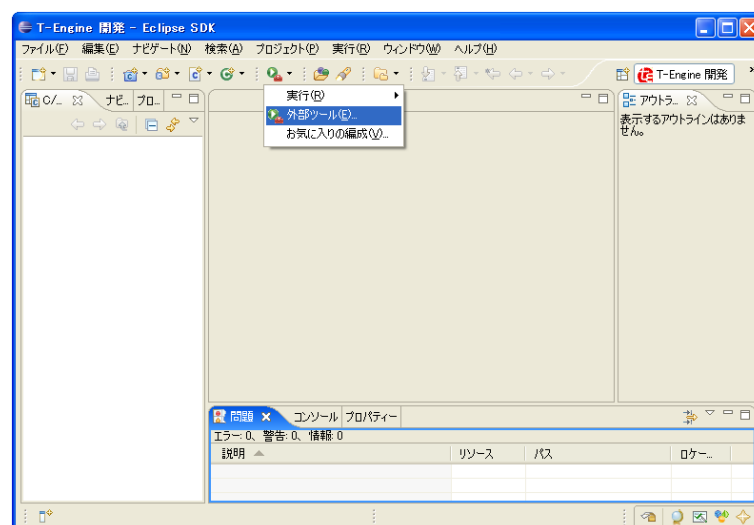 T-Engine 開発 - Eclipse SDK
ファイル(F) 編集(E) ナビゲート(N) 検索(A) プロジェクト(P) 実行(R) ウィンドウ(W) ヘルプ(H)
T-Engine 開発
C/... ナビ... プロ...
実行(R)
外部ツール(E)...
お気に入りの編成(V)...
アウトラ...
表示するアウトラインはありま
せん。
問題 コンソール プロパティー
エラー: 0、警告: 0、情報: 0
説明 リソース パス ロケー...